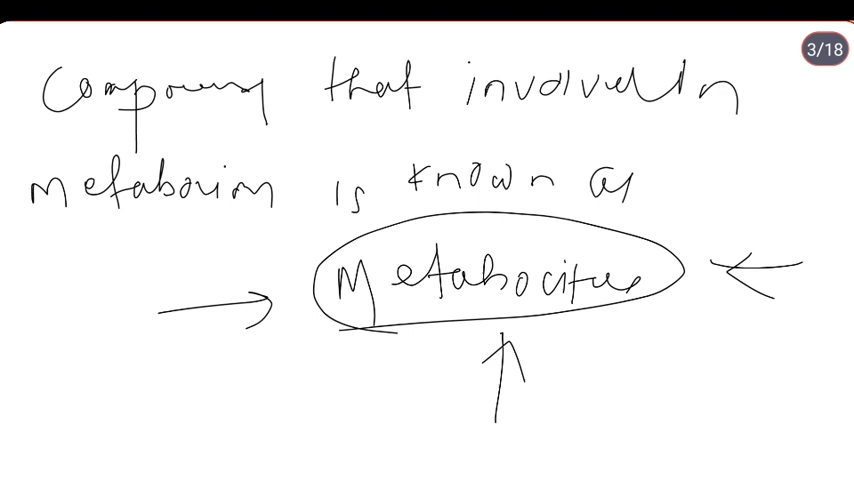 3/18
Compound that involved in
metabolism is known as
Metabolites